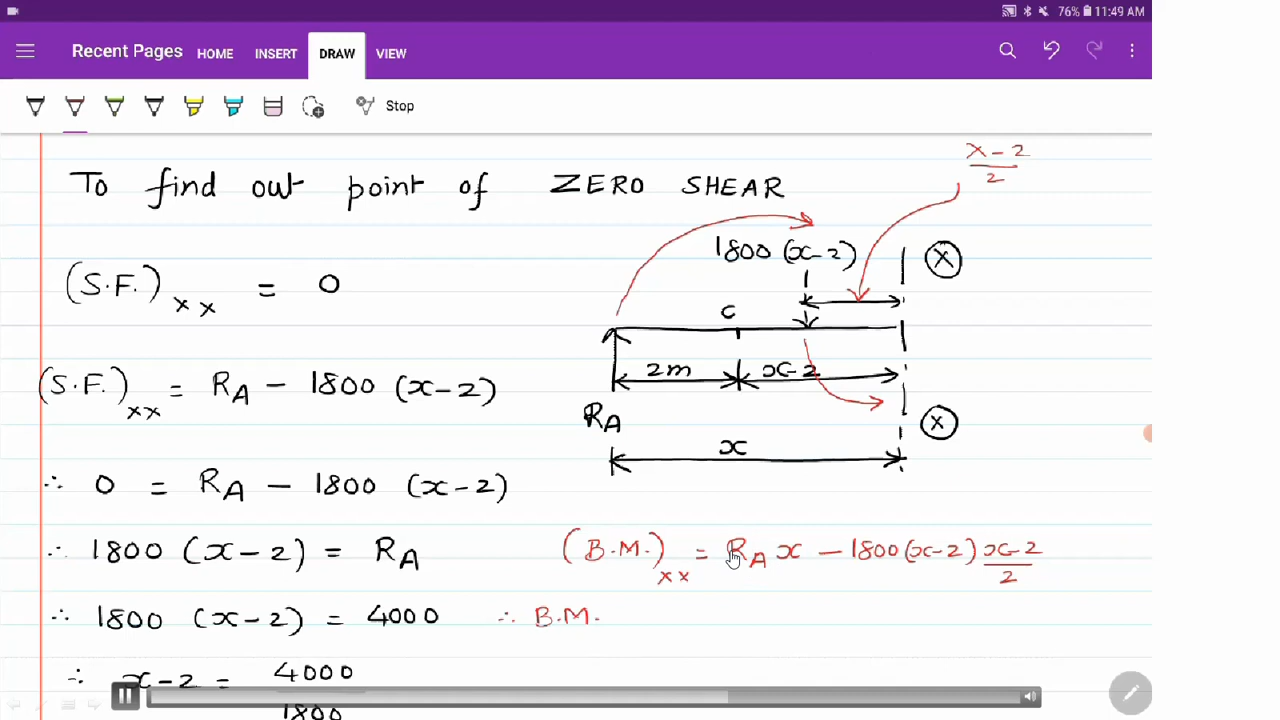 76% 11:49 AM
Recent Pages HOME INSERT DRAW VIEW
Stop
x-2
2
To find out point of ZERO SHEAR
1800 (x-2)
X
(S.F.)xx = 0
c
2m x-2
(S.F.)xx = RA - 1800 (x-2)
RA
X
x
∴ 0 = RA - 1800 (x-2)
∴ 1800 (x-2) = RA
(B.M.)xx = RA x - 1800(x-2) x-2
2
∴ 1800 (x-2) = 4000
∴ B.M.
∴ x-2 = 4000
1800